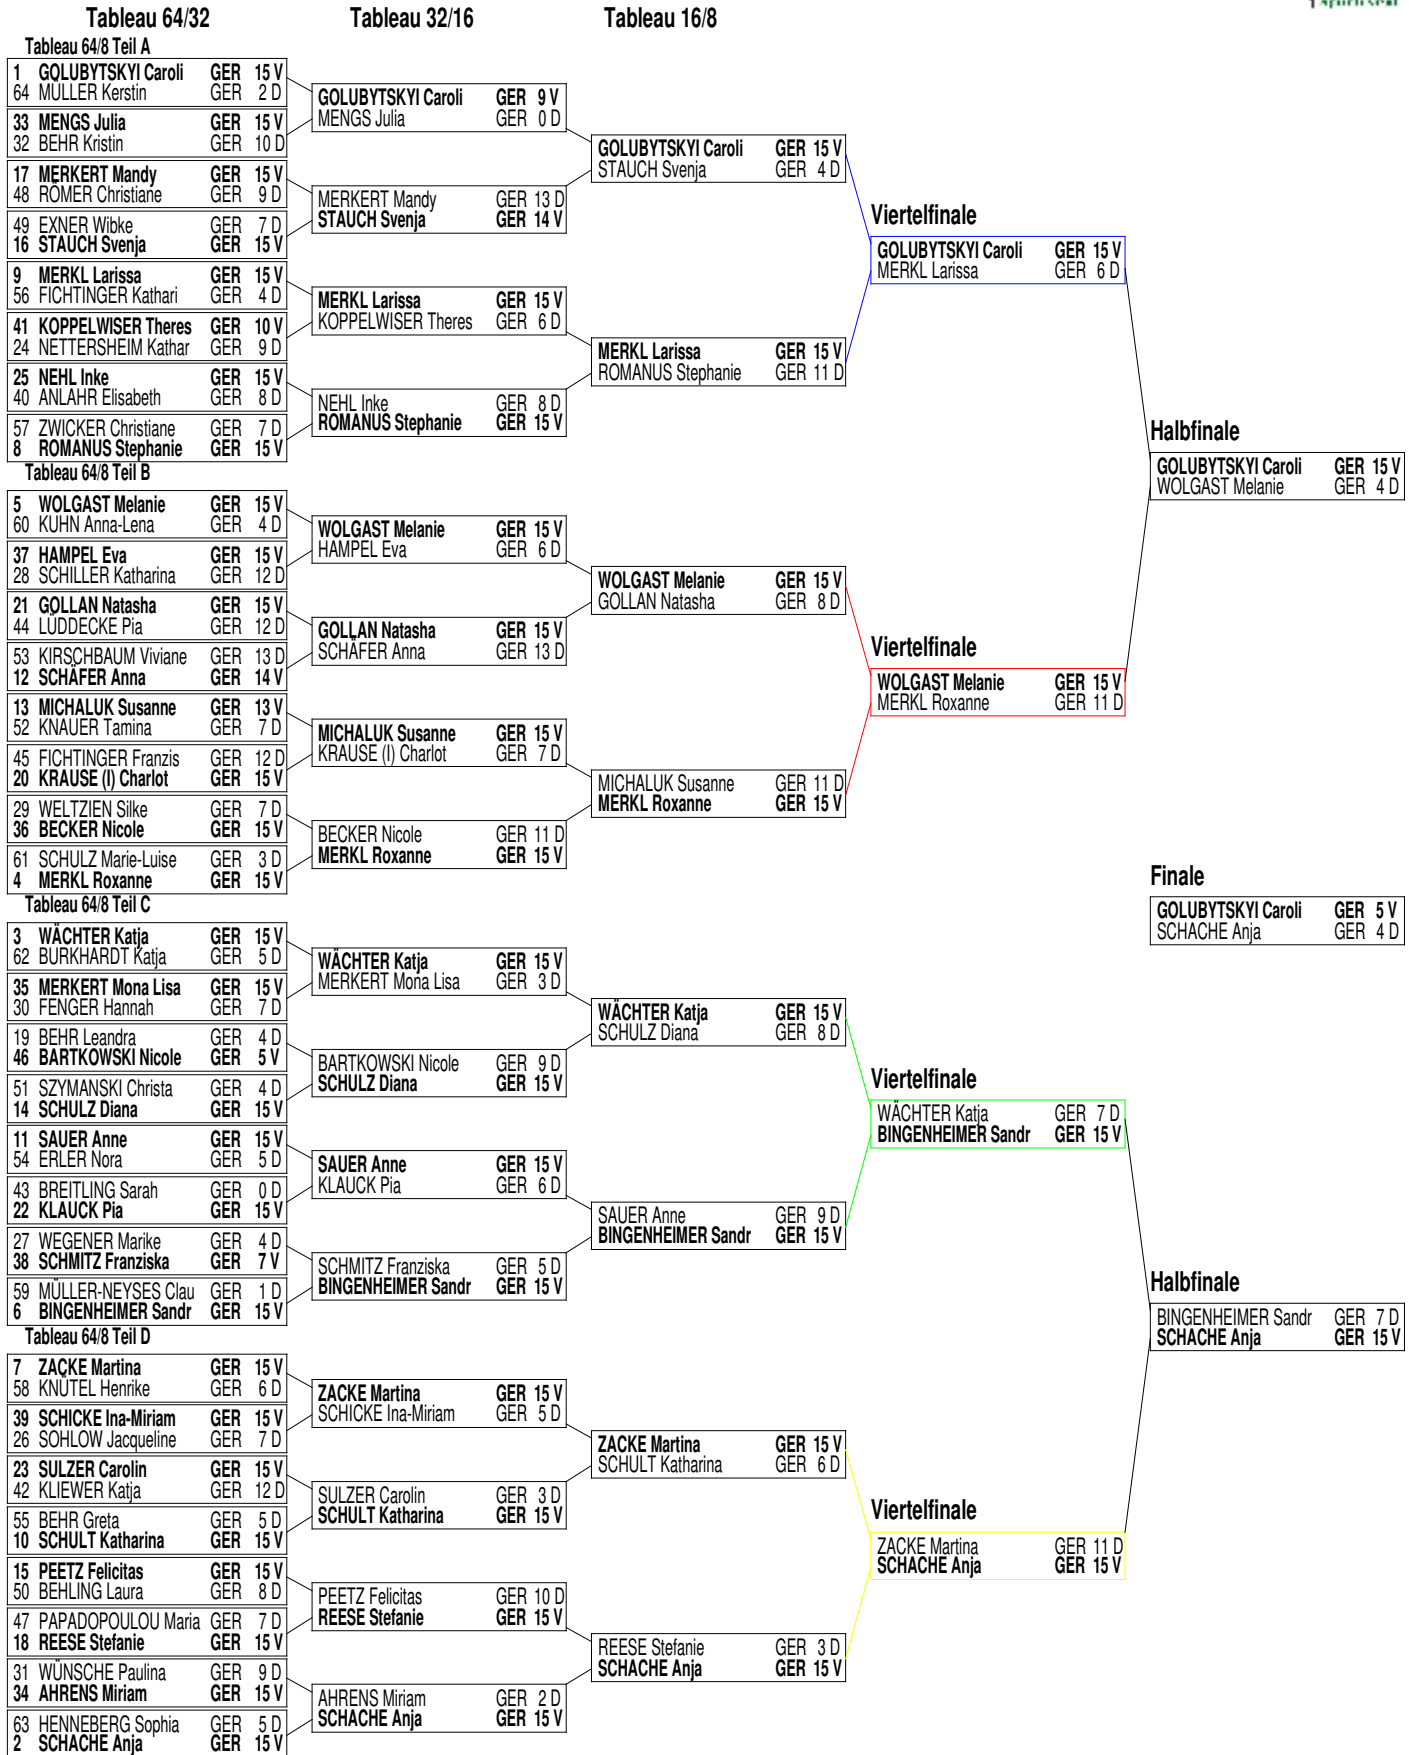 Tableau 64/32
Tableau 32/16
Tableau 16/8
Tableau 64/8 Teil A
1 GOLUBYTSKYI Caroli GER 15 V
64 MÜLLER Kerstin GER 2 D
33 MENGS Julia GER 15 V
32 BEHR Kristin GER 10 D
17 MERKERT Mandy GER 15 V
48 RÖMER Christiane GER 9 D
49 EXNER Wibke GER 7 D
16 STAUCH Svenja GER 15 V
9 MERKL Larissa GER 15 V
56 FICHTINGER Kathari GER 4 D
41 KOPPELWISER Theres GER 10 V
24 NETTERSHEIM Kathar GER 9 D
25 NEHL Inke GER 15 V
40 ANLAHR Elisabeth GER 8 D
57 ZWICKER Christiane GER 7 D
8 ROMANUS Stephanie GER 15 V
Tableau 64/8 Teil B
5 WOLGAST Melanie GER 15 V
60 KUHN Anna-Lena GER 4 D
37 HAMPEL Eva GER 15 V
28 SCHILLER Katharina GER 12 D
21 GOLLAN Natasha GER 15 V
44 LÜDDECKE Pia GER 12 D
53 KIRSCHBAUM Viviane GER 13 D
12 SCHÄFER Anna GER 14 V
13 MICHALUK Susanne GER 13 V
52 KNAUER Tamina GER 7 D
45 FICHTINGER Franzis GER 12 D
20 KRAUSE (I) Charlot GER 15 V
29 WELTZIEN Silke GER 7 D
36 BECKER Nicole GER 15 V
61 SCHULZ Marie-Luise GER 3 D
4 MERKL Roxanne GER 15 V
Tableau 64/8 Teil C
3 WÄCHTER Katja GER 15 V
62 BURKHARDT Katja GER 5 D
35 MERKERT Mona Lisa GER 15 V
30 FENGER Hannah GER 7 D
19 BEHR Leandra GER 4 D
46 BARTKOWSKI Nicole GER 5 V
51 SZYMANSKI Christa GER 4 D
14 SCHULZ Diana GER 15 V
11 SAUER Anne GER 15 V
54 ERLER Nora GER 5 D
43 BREITLING Sarah GER 0 D
22 KLAUCK Pia GER 15 V
27 WEGENER Marike GER 4 D
38 SCHMITZ Franziska GER 7 V
59 MÜLLER-NEYSES Clau GER 1 D
6 BINGENHEIMER Sandr GER 15 V
Tableau 64/8 Teil D
7 ZACKE Martina GER 15 V
58 KNÜTEL Henrike GER 6 D
39 SCHICKE Ina-Miriam GER 15 V
26 SOHLOW Jacqueline GER 7 D
23 SULZER Carolin GER 15 V
42 KLIEWER Katja GER 12 D
55 BEHR Greta GER 5 D
10 SCHULT Katharina GER 15 V
15 PEETZ Felicitas GER 15 V
50 BEHLING Laura GER 8 D
47 PAPADOPOULOU Maria GER 7 D
18 REESE Stefanie GER 15 V
31 WÜNSCHE Paulina GER 9 D
34 AHRENS Miriam GER 15 V
63 HENNEBERG Sophia GER 5 D
2 SCHACHE Anja GER 15 V
GOLUBYTSKYI Caroli GER 9 V
MENGS Julia GER 0 D
MERKERT Mandy GER 13 D
STAUCH Svenja GER 14 V
MERKL Larissa GER 15 V
KOPPELWISER Theres GER 6 D
NEHL Inke GER 8 D
ROMANUS Stephanie GER 15 V
WOLGAST Melanie GER 15 V
HAMPEL Eva GER 6 D
GOLLAN Natasha GER 15 V
SCHÄFER Anna GER 13 D
MICHALUK Susanne GER 15 V
KRAUSE (I) Charlot GER 7 D
BECKER Nicole GER 11 D
MERKL Roxanne GER 15 V
WÄCHTER Katja GER 15 V
MERKERT Mona Lisa GER 3 D
BARTKOWSKI Nicole GER 9 D
SCHULZ Diana GER 15 V
SAUER Anne GER 15 V
KLAUCK Pia GER 6 D
SCHMITZ Franziska GER 5 D
BINGENHEIMER Sandr GER 15 V
ZACKE Martina GER 15 V
SCHICKE Ina-Miriam GER 5 D
SULZER Carolin GER 3 D
SCHULT Katharina GER 15 V
PEETZ Felicitas GER 10 D
REESE Stefanie GER 15 V
AHRENS Miriam GER 2 D
SCHACHE Anja GER 15 V
GOLUBYTSKYI Caroli GER 15 V
STAUCH Svenja GER 4 D
MERKL Larissa GER 15 V
ROMANUS Stephanie GER 11 D
WOLGAST Melanie GER 15 V
GOLLAN Natasha GER 8 D
MICHALUK Susanne GER 11 D
MERKL Roxanne GER 15 V
WÄCHTER Katja GER 15 V
SCHULZ Diana GER 8 D
SAUER Anne GER 9 D
BINGENHEIMER Sandr GER 15 V
ZACKE Martina GER 15 V
SCHULT Katharina GER 6 D
REESE Stefanie GER 3 D
SCHACHE Anja GER 15 V
Viertelfinale
GOLUBYTSKYI Caroli GER 15 V
MERKL Larissa GER 6 D
Viertelfinale
WOLGAST Melanie GER 15 V
MERKL Roxanne GER 11 D
Viertelfinale
WÄCHTER Katja GER 7 D
BINGENHEIMER Sandr GER 15 V
Viertelfinale
ZACKE Martina GER 11 D
SCHACHE Anja GER 15 V
Halbfinale
GOLUBYTSKYI Caroli GER 15 V
WOLGAST Melanie GER 4 D
Finale
GOLUBYTSKYI Caroli GER 5 V
SCHACHE Anja GER 4 D
Halbfinale
BINGENHEIMER Sandr GER 7 D
SCHACHE Anja GER 15 V